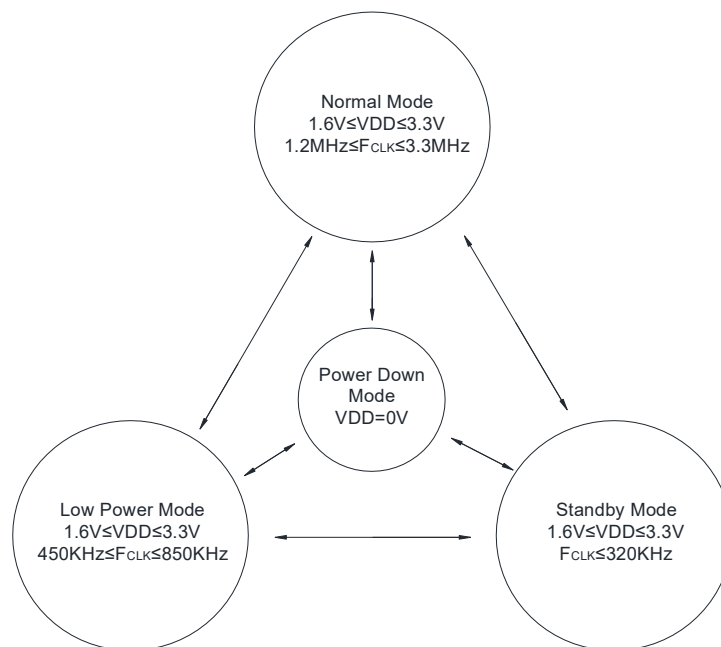 Normal Mode
1.6V≤VDD≤3.3V
1.2MHz≤FCLK≤3.3MHz
Power Down
Mode
VDD=0V
Low Power Mode
1.6V≤VDD≤3.3V
450KHz≤FCLK≤850KHz
Standby Mode
1.6V≤VDD≤3.3V
FCLK≤320KHz